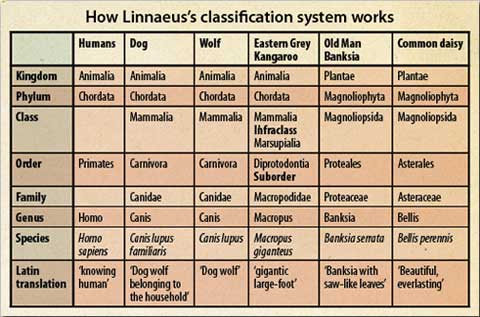 How Linnaeus's classification system works
Humans Dog Wolf Eastern Grey Kangaroo Old Man Banksia Common daisy
Kingdom Animalia Animalia Animalia Animalia Plantae Plantae
Phylum Chordata Chordata Chordata Chordata Magnoliophyta Magnoliophyta
Class Mammalia Mammalia Mammalia Infraclass Marsupialia Magnoliopsida Magnoliopsida
Order Primates Carnivora Carnivora Diprotodontia Suborder Proteales Asterales
Family Canidae Canidae Macropodidae Proteaceae Asteraceae
Genus Homo Canis Canis Macropus Banksia Bellis
Species Homo sapiens Canis lupus familiaris Canis lupus Macropus giganteus Banksia serrata Bellis perennis
Latin translation 'knowing human' 'Dog wolf belonging to the household' 'Dog wolf' 'gigantic large-foot' 'Banksia with saw-like leaves' 'Beautiful, everlasting'